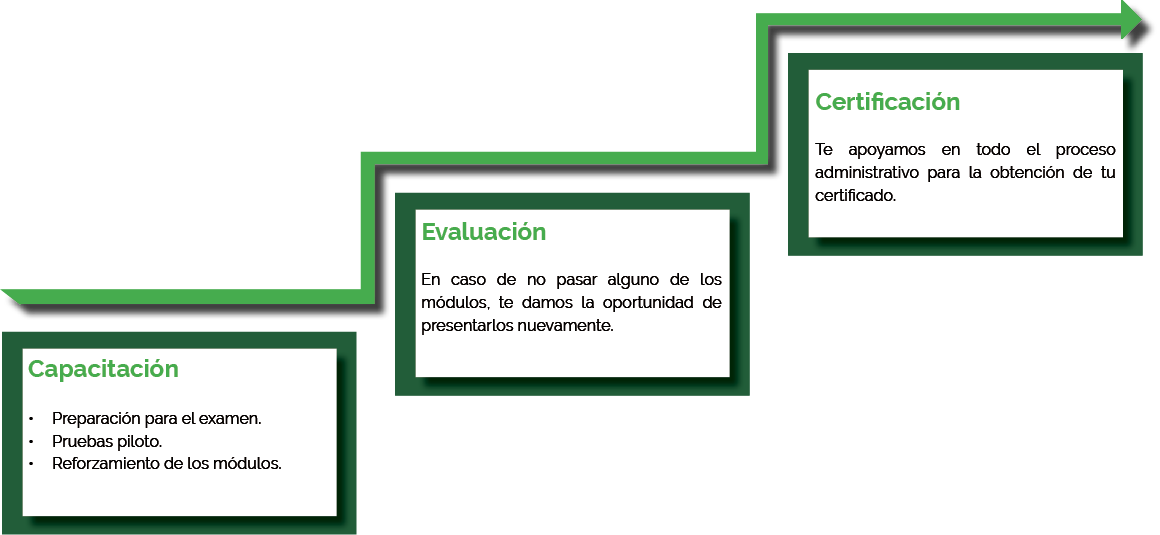 Certificación
Te apoyamos en todo el proceso
administrativo para la obtención de tu
certificado.
Evaluación
En caso de no pasar alguno de los
módulos, te damos la oportunidad de
presentarlos nuevamente.
Capacitación
• Preparación para el examen.
• Pruebas piloto.
• Reforzamiento de los módulos.